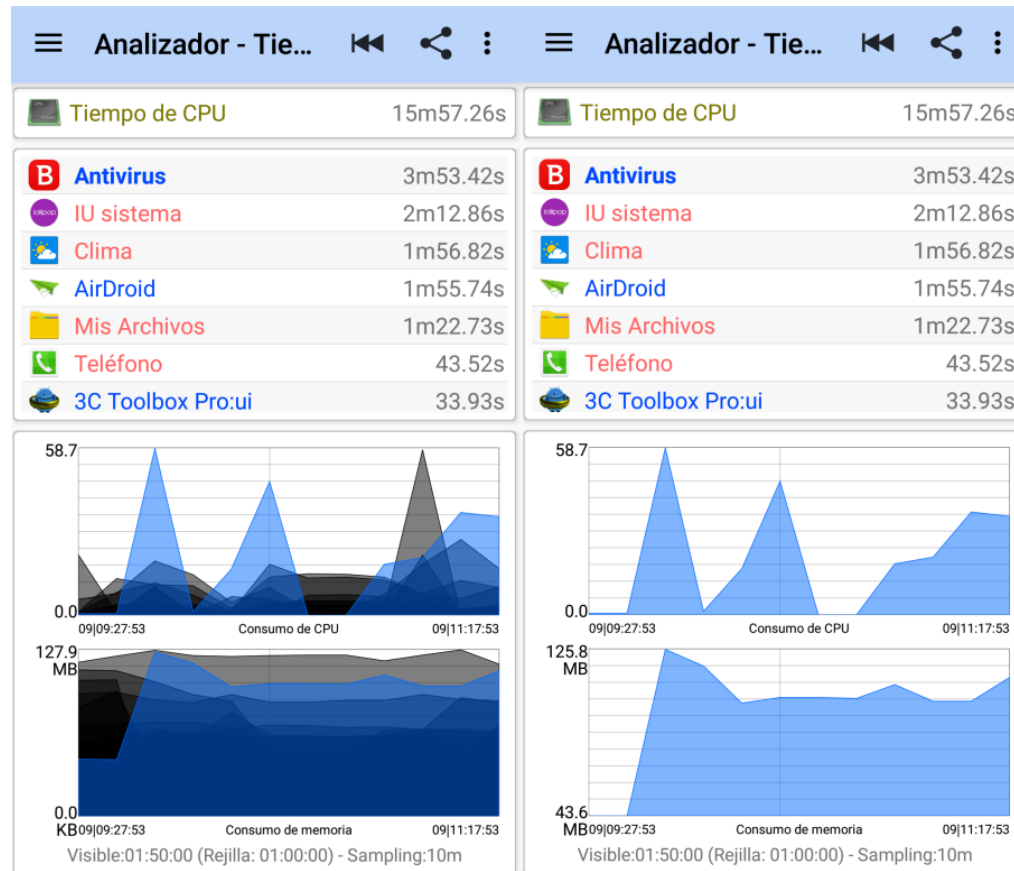 Analizador - Tie...
Tiempo de CPU 15m57.26s
Antivirus 3m53.42s
lollipop IU sistema 2m12.86s
Clima 1m56.82s
AirDroid 1m55.74s
Mis Archivos 1m22.73s
Teléfono 43.52s
3C Toolbox Pro:ui 33.93s
58.7
0.0
09|09:27:53 Consumo de CPU 09|11:17:53
127.9
MB
0.0
KB 09|09:27:53 Consumo de memoria 09|11:17:53
Visible:01:50:00 (Rejilla: 01:00:00) - Sampling:10m
Analizador - Tie...
Tiempo de CPU 15m57.26s
B Antivirus 3m53.42s
lollipop IU sistema 2m12.86s
Clima 1m56.82s
AirDroid 1m55.74s
Mis Archivos 1m22.73s
Teléfono 43.52s
3C Toolbox Pro:ui 33.93s
58.7
0.0
09|09:27:53 Consumo de CPU 09|11:17:53
125.8
MB
43.6
MB 09|09:27:53 Consumo de memoria 09|11:17:53
Visible:01:50:00 (Rejilla: 01:00:00) - Sampling:10m